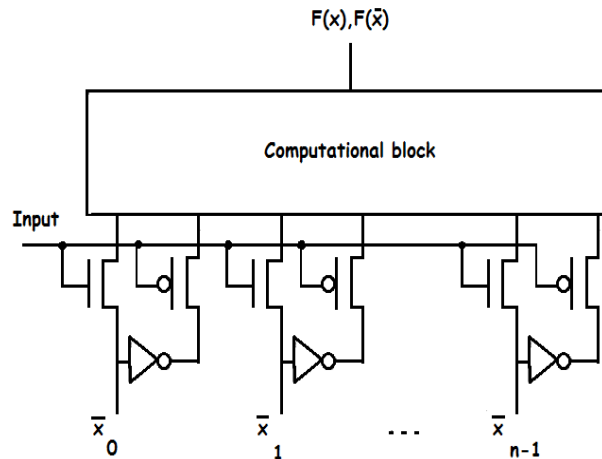 F(x),F(x̄)
Computational block
Input
x̄0 x̄1 --- x̄n-1